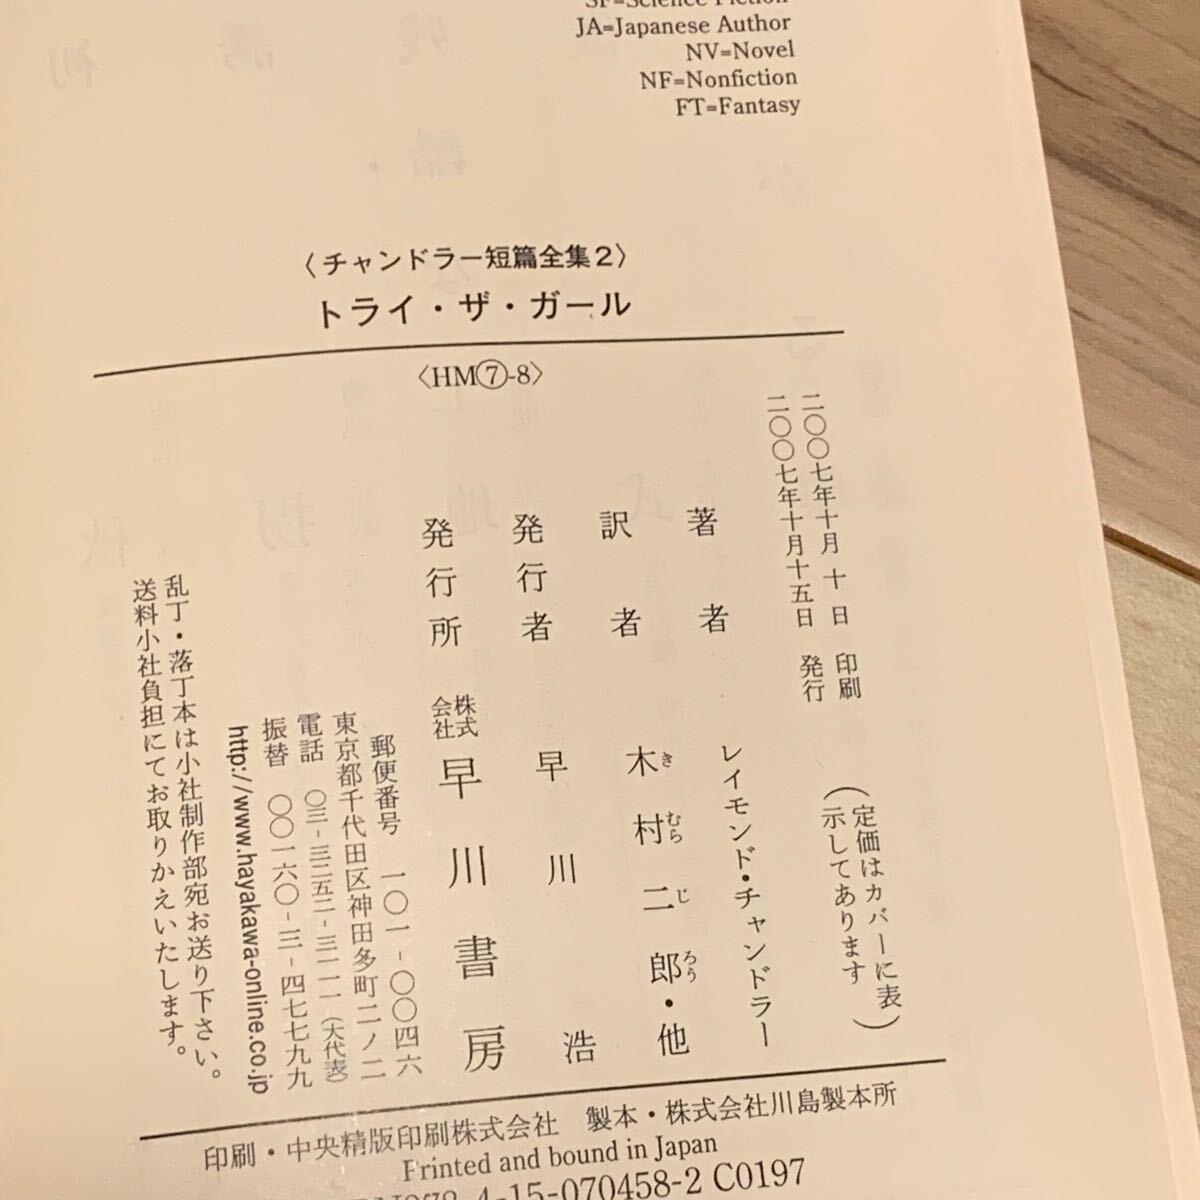 SF=Science Fiction
JA=Japanese Author
NV=Novel
NF=Nonfiction
FT=Fantasy
〈チャンドラー短篇全集2〉
トライ・ザ・ガール
〈HM⑦-8〉
二〇〇七年十月十日 印刷
二〇〇七年十月十五日 発行
(定価はカバーに表示してあります)
著者 レイモンド・チャンドラー
訳者 木村二郎・他
き むら じ ろう
発行者 早川浩
発行所 株式会社 早川書房
郵便番号 一〇一-〇〇四六
東京都千代田区神田多町二ノ二
電話 〇三-三二五二-三一一一(大代表)
振替 〇〇一六〇-三-四七七九九
http://www.hayakawa-online.co.jp
乱丁・落丁本は小社制作部宛お送り下さい。
送料小社負担にてお取りかえいたします。
印刷・中央精版印刷株式会社 製本・株式会社川島製本所
Printed and bound in Japan
978-4-15-070458-2 C0197